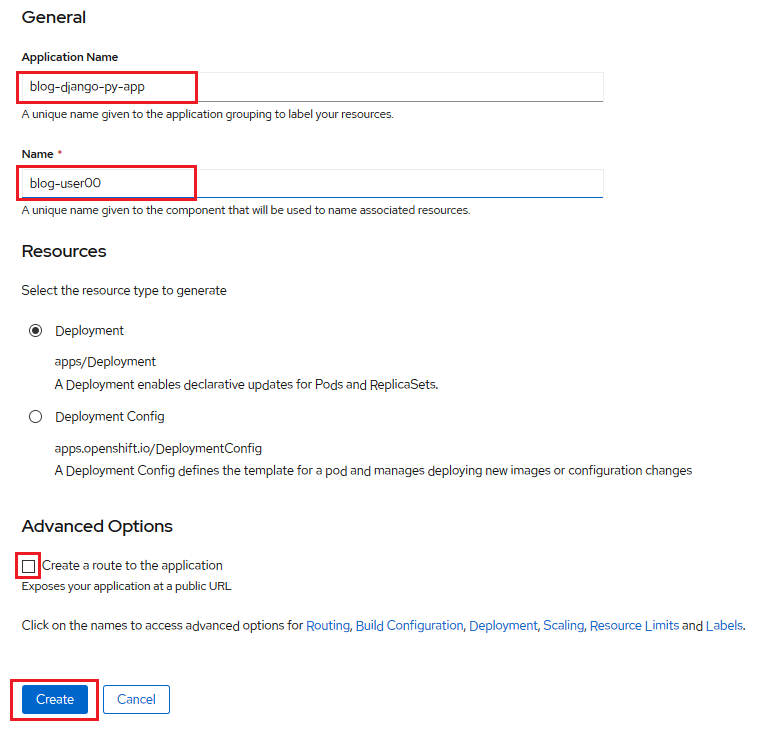 General
Application Name
blog-django-py-app
A unique name given to the application grouping to label your resources.
Name *
blog-user00
A unique name given to the component that will be used to name associated resources.
Resources
Select the resource type to generate
Deployment
apps/Deployment
A Deployment enables declarative updates for Pods and ReplicaSets.
Deployment Config
apps.openshift.io/DeploymentConfig
A Deployment Config defines the template for a pod and manages deploying new images or configuration changes
Advanced Options
Create a route to the application
Exposes your application at a public URL
Click on the names to access advanced options for Routing, Build Configuration, Deployment, Scaling, Resource Limits and Labels.
Create Cancel